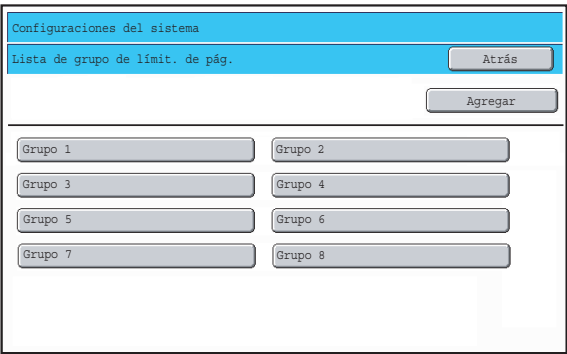 Configuraciones del sistema
Lista de grupo de límit. de pág.
Atrás
Agregar
Grupo 1
Grupo 2
Grupo 3
Grupo 4
Grupo 5
Grupo 6
Grupo 7
Grupo 8